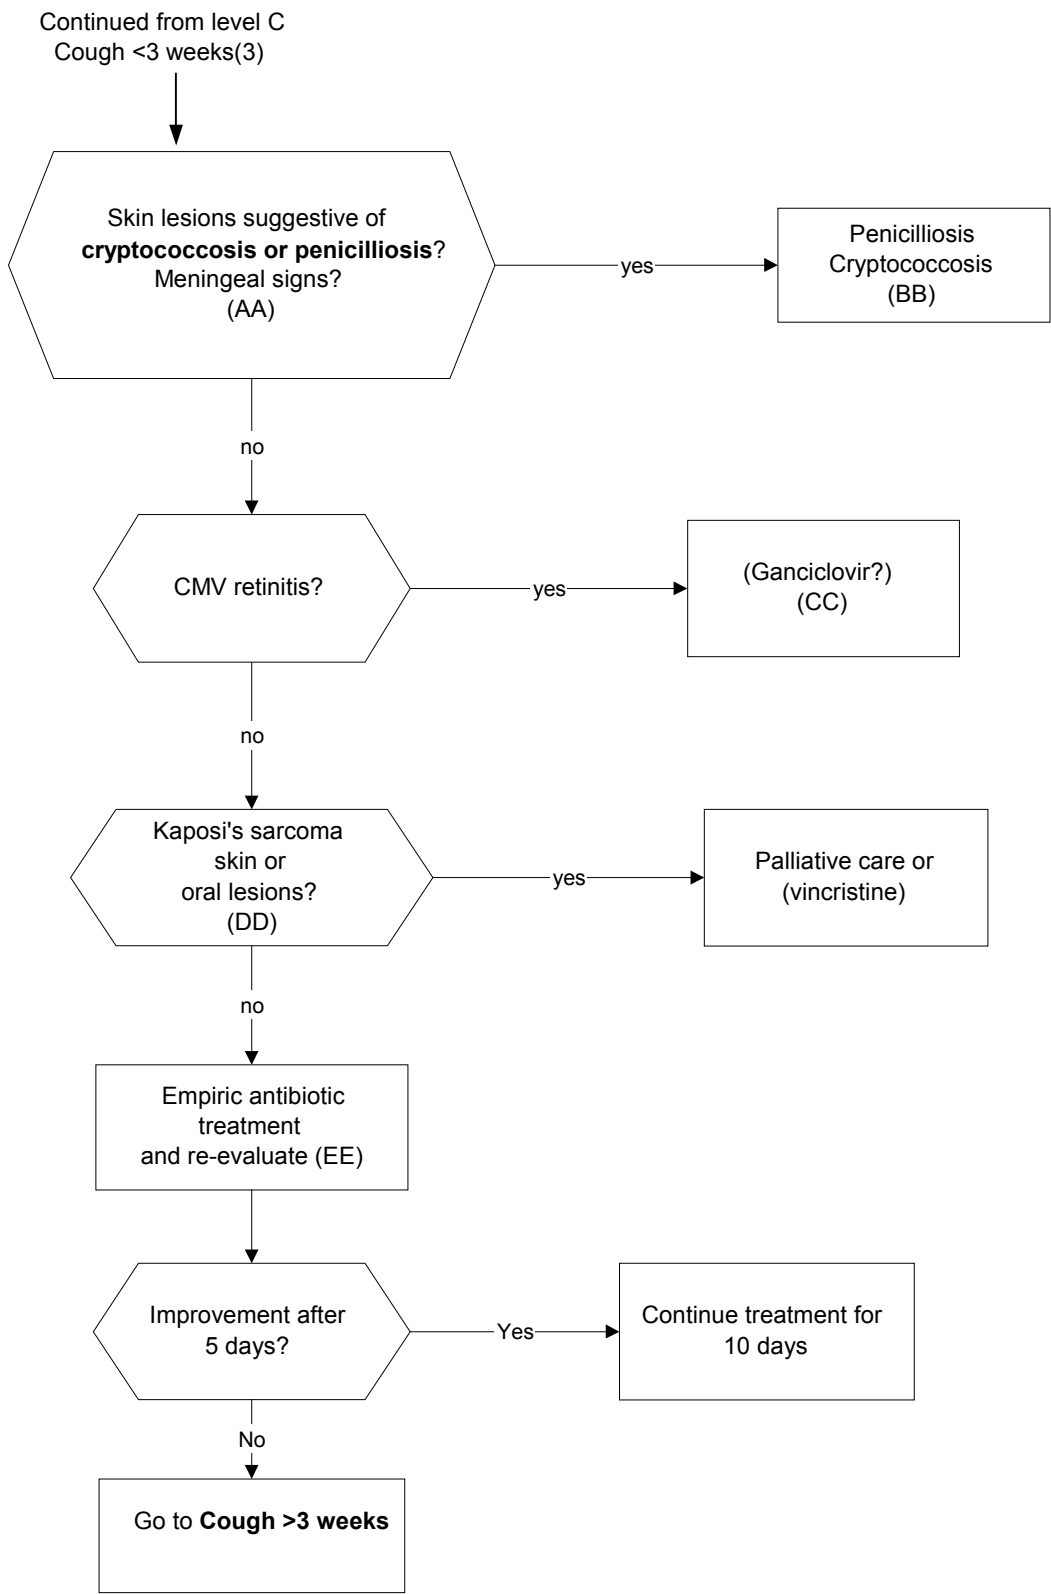 Continued from level C
Cough <3 weeks(3)
Skin lesions suggestive of
cryptococcosis or penicilliosis?
Meningeal signs?
(AA)
yes
Penicilliosis
Cryptococcosis
(BB)
no
CMV retinitis?
yes
(Ganciclovir?)
(CC)
no
Kaposi's sarcoma
skin or
oral lesions?
(DD)
yes
Palliative care or
(vincristine)
no
Empiric antibiotic
treatment
and re-evaluate (EE)
Improvement after
5 days?
Yes
Continue treatment for
10 days
No
Go to Cough >3 weeks